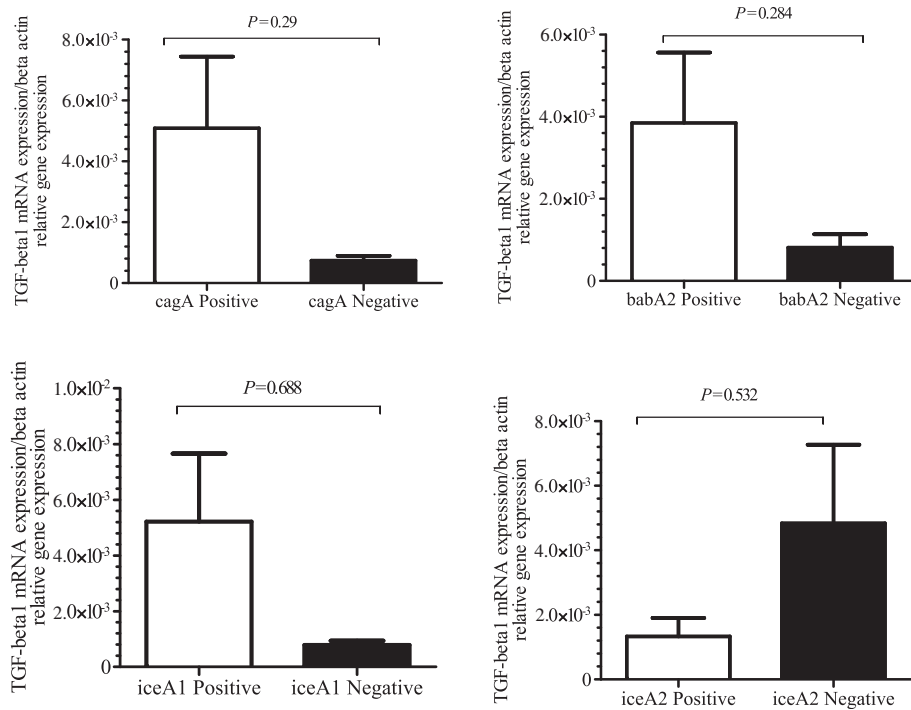 P=0.29
TGF-beta1 mRNA expression/beta actin
relative gene expression
8.0×10-3
6.0×10-3
4.0×10-3
2.0×10-3
0
cagA Positive
cagA Negative
P=0.284
TGF-beta1 mRNA expression/beta actin
relative gene expression
6.0×10-3
4.0×10-3
2.0×10-3
0
babA2 Positive
babA2 Negative
P=0.688
TGF-beta1 mRNA expression/beta actin
relative gene expression
1.0×10-2
8.0×10-3
6.0×10-3
4.0×10-3
2.0×10-3
0
iceA1 Positive
iceA1 Negative
P=0.532
TGF-beta1 mRNA expression/beta actin
relative gene expression
8.0×10-3
6.0×10-3
4.0×10-3
2.0×10-3
0
iceA2 Positive
iceA2 Negative